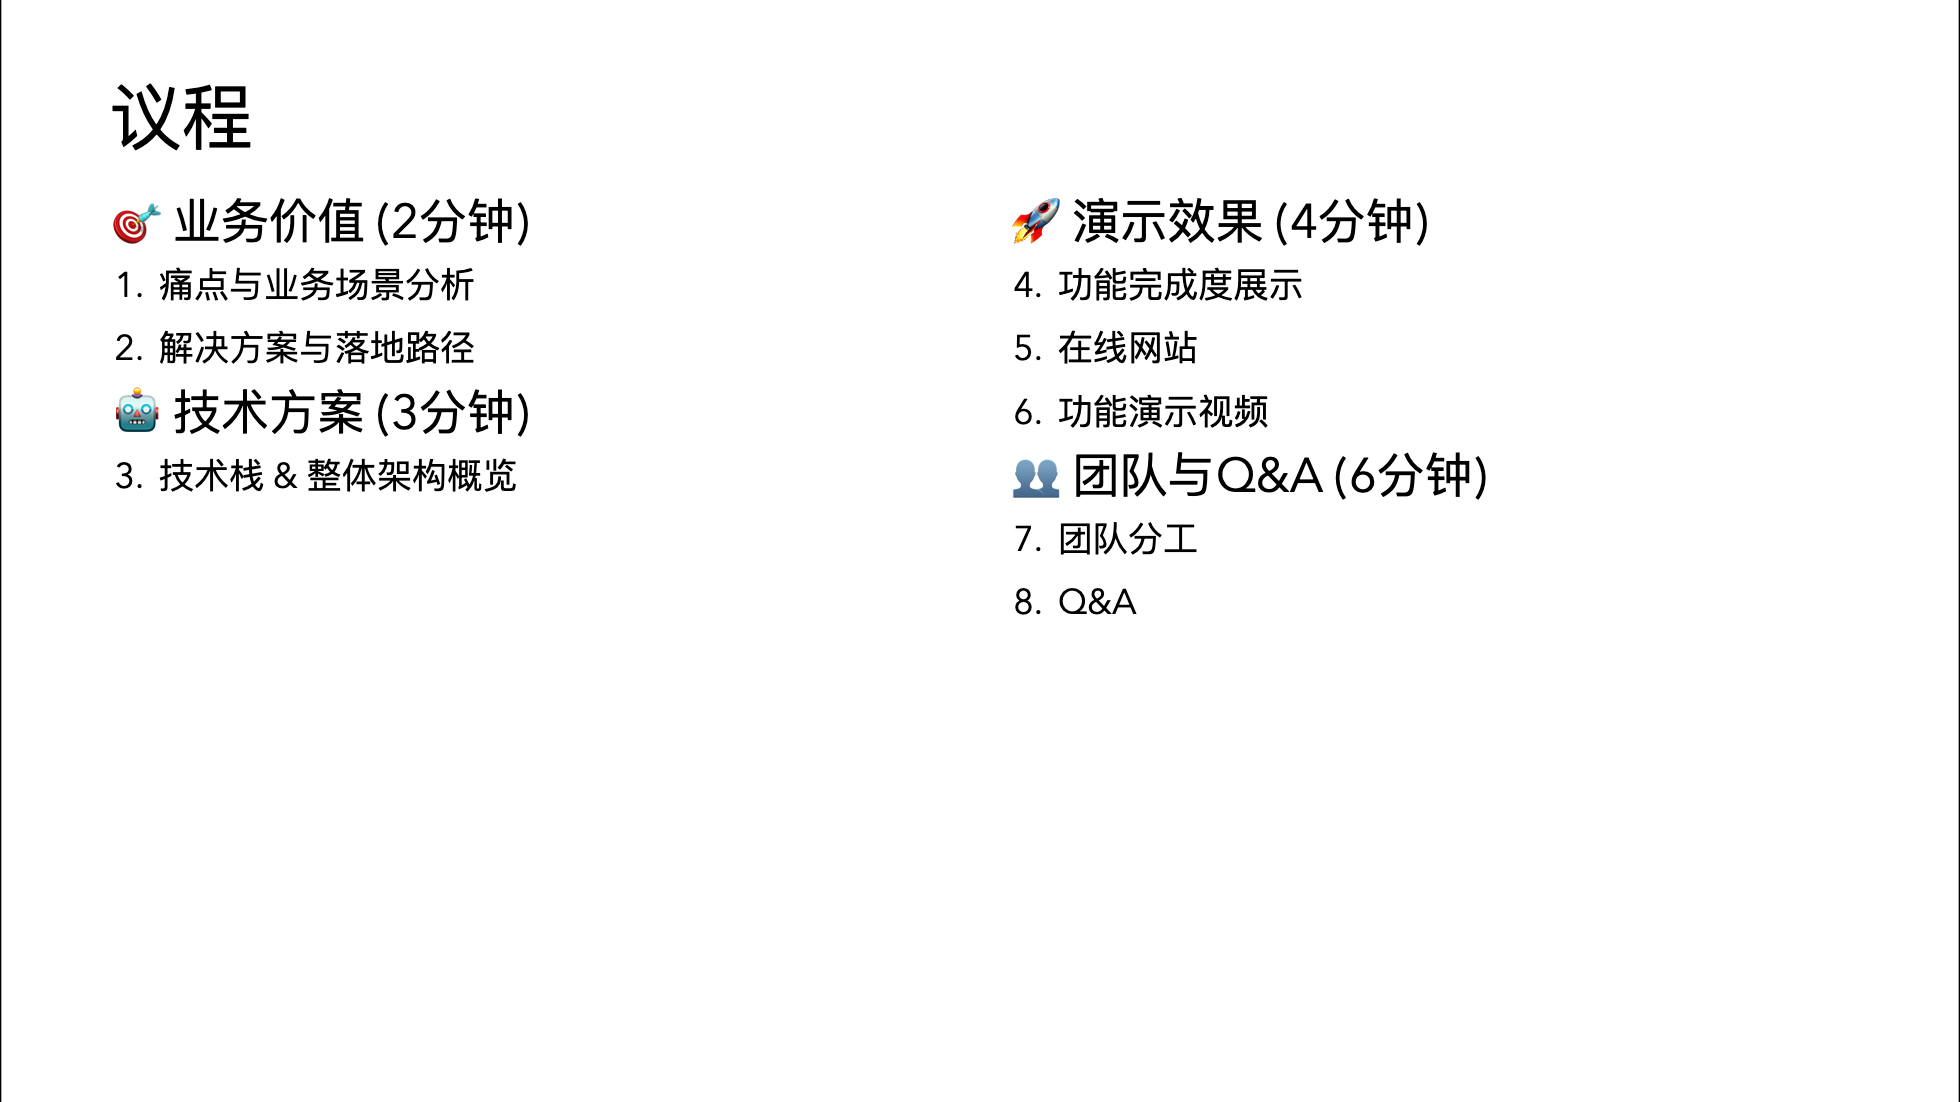 议程
🎯 业务价值 (2分钟)
1. 痛点与业务场景分析
2. 解决方案与落地路径
🤖 技术方案 (3分钟)
3. 技术栈 & 整体架构概览
🚀 演示效果 (4分钟)
4. 功能完成度展示
5. 在线网站
6. 功能演示视频
👥 团队与Q&A (6分钟)
7. 团队分工
8. Q&A